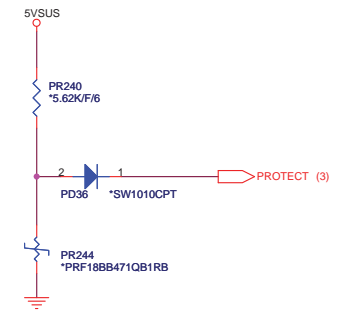 5VSUS
PR240
*5.62K/F/6
2
1
PROTECT (3)
PD36
*SW1010CPT
PR244
*PRF18BB471QB1RB